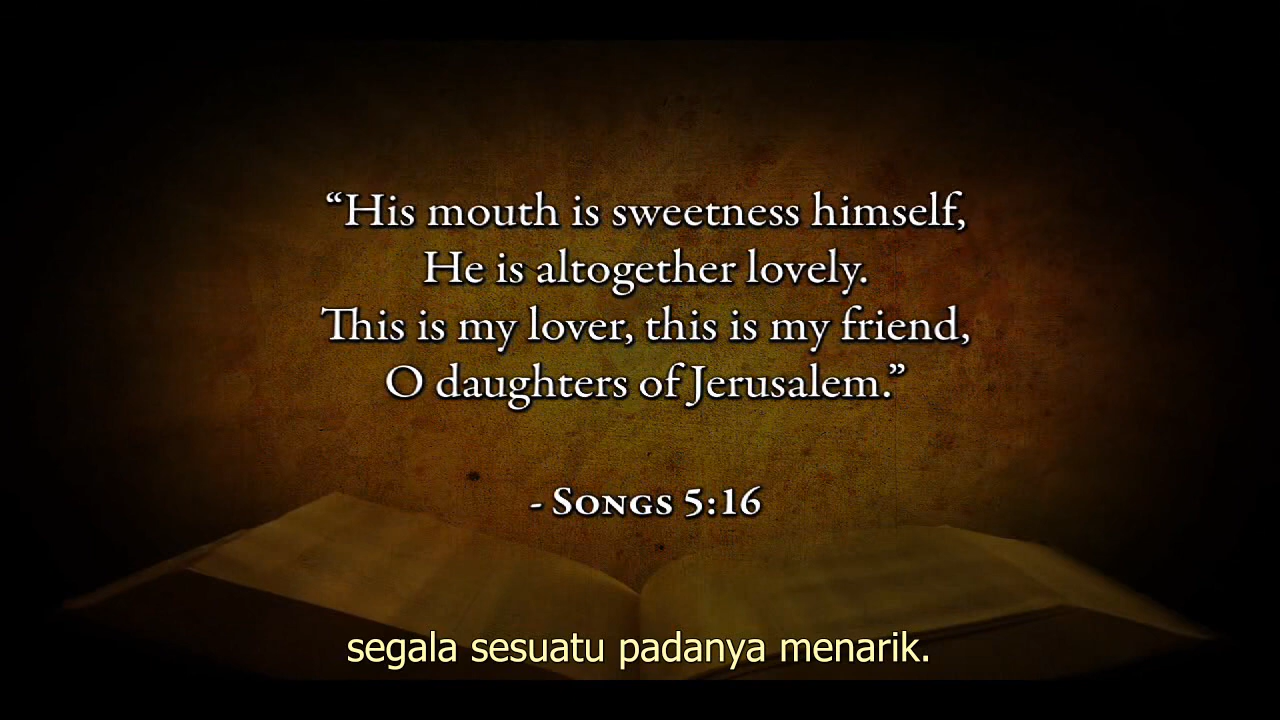 “His mouth is sweetness himself,
He is altogether lovely.
This is my lover, this is my friend,
O daughters of Jerusalem.”
- Songs 5:16
segala sesuatu padanya menarik.